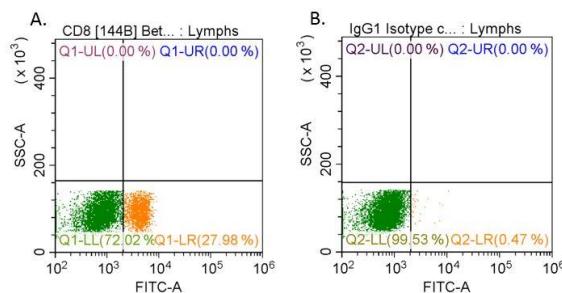 A.
CD8 [144B] Bet... : Lymphs
Q1-UL(0.00 %) Q1-UR(0.00 %)
(x 10³)
SSC-A
400
200
0
Q1-LL(72.02 % Q1-LR(27.98 %)
10² 10³ 10⁴ 10⁵ 10⁶
FITC-A
B.
IgG1 Isotype c... : Lymphs
Q2-UL(0.00 %) Q2-UR(0.00 %)
(x 10³)
SSC-A
400
200
0
Q2-LL(99.53 %) Q2-LR(0.47 %)
10² 10³ 10⁴ 10⁵ 10⁶
FITC-A